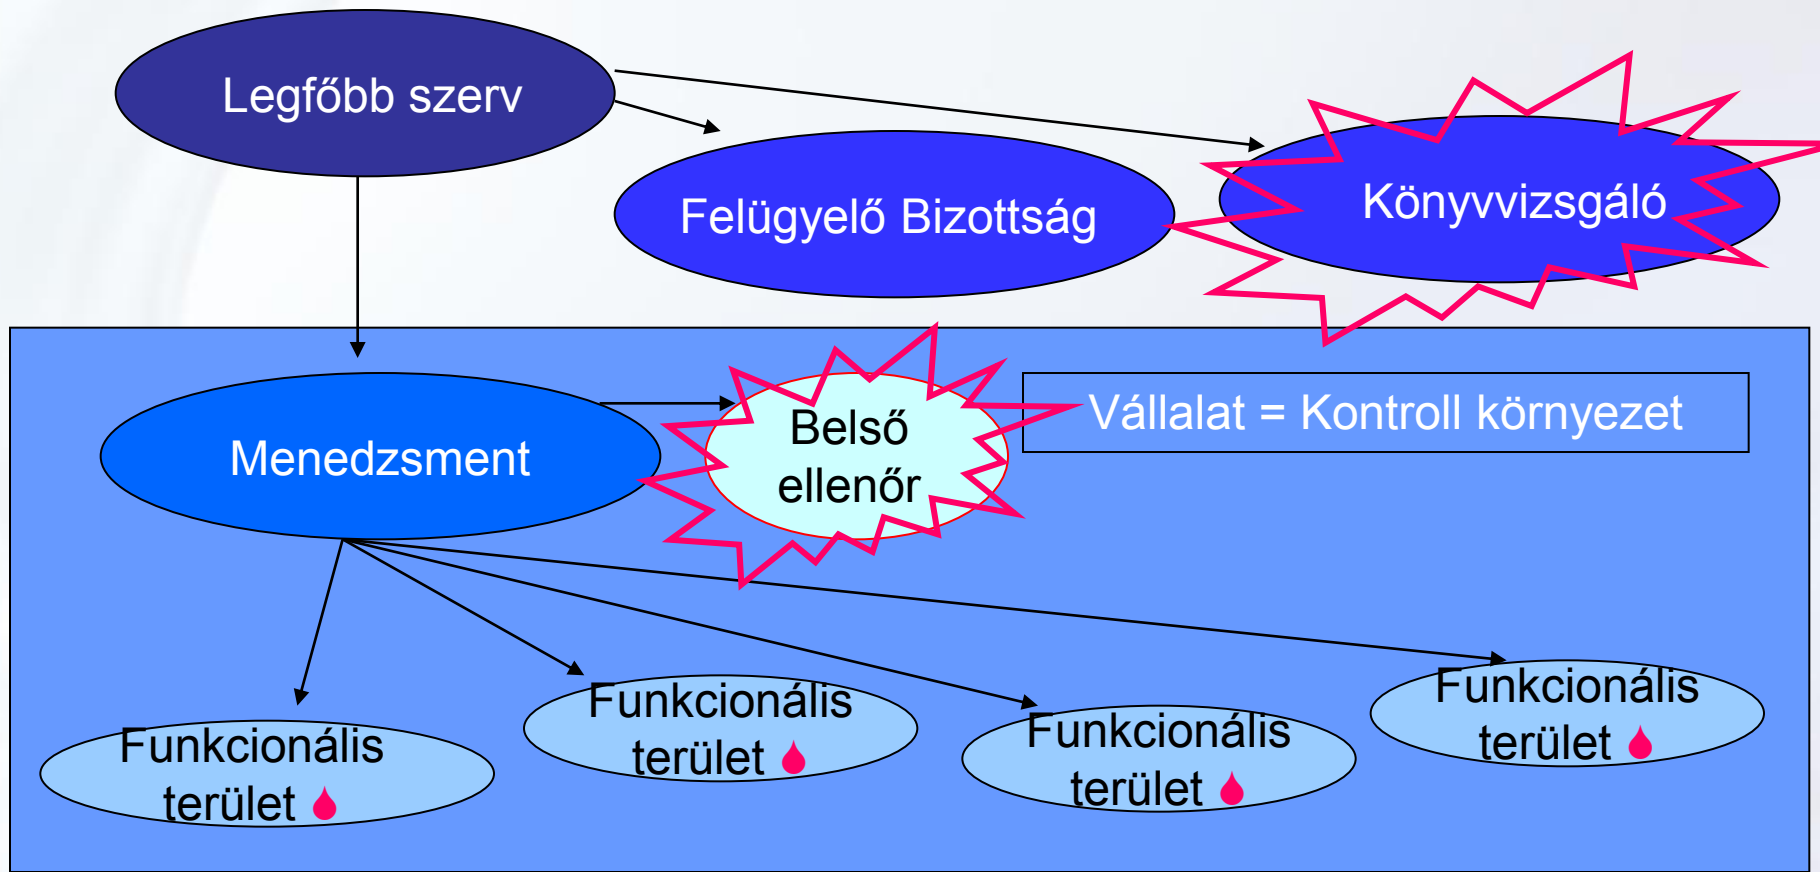 Legfőbb szerv
Felügyelő Bizottság
Könyvvizsgáló
Menedzsment
Belső
ellenőr
Vállalat = Kontroll környezet
Funkcionális
terület
Funkcionális
terület
Funkcionális
terület
Funkcionális
terület